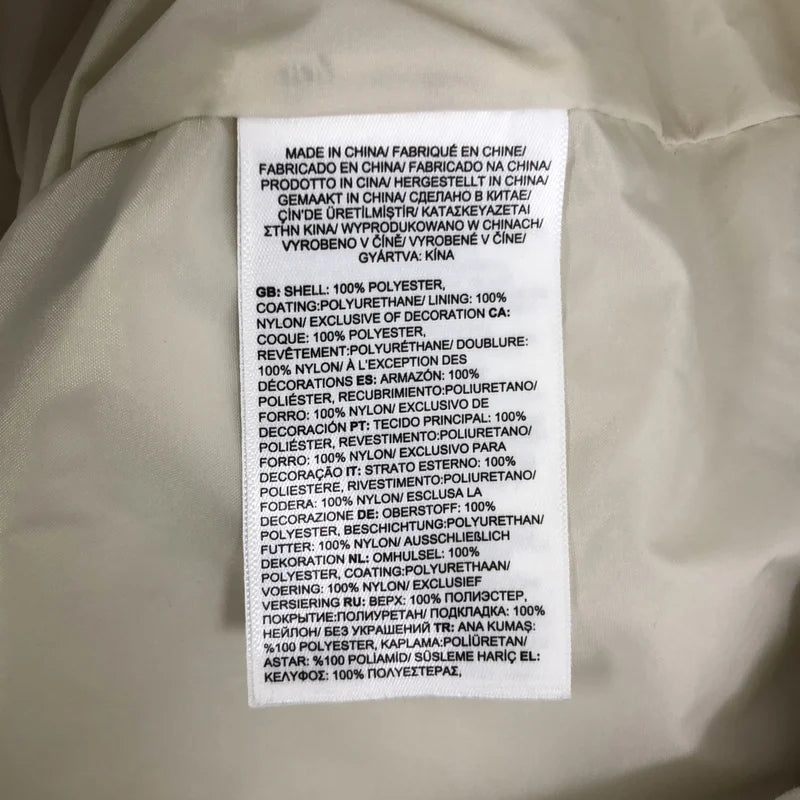 MADE IN CHINA/ FABRIQUÉ EN CHINE/
FABRICADO EN CHINA/ FABRICADO NA CHINA/
PRODOTTO IN CINA/ HERGESTELLT IN CHINA/
GEMAAKT IN CHINA/ СДЕЛАНО В КИТАЕ/
ÇİN'DE ÜRETİLMİŞTİR/ ΚΑΤΑΣΚΕΥΑΖΕΤΑΙ
ΣΤΗΝ ΚΙΝΑ/ WYPRODUKOWANO W CHINACH/
VYROBENO V ČÍNĚ/ VYROBENÉ V ČÍNE/
GYÁRTVA: KÍNA
GB: SHELL: 100% POLYESTER,
COATING:POLYURETHANE/ LINING: 100%
NYLON/ EXCLUSIVE OF DECORATION CA:
COQUE: 100% POLYESTER,
REVÊTEMENT:POLYURÉTHANE/ DOUBLURE:
100% NYLON/ À L'EXCEPTION DES
DÉCORATIONS ES: ARMAZÓN: 100%
POLIÉSTER, RECUBRIMIENTO:POLIURETANO/
FORRO: 100% NYLON/ EXCLUSIVO DE
DECORACIÓN PT: TECIDO PRINCIPAL: 100%
POLIÉSTER, REVESTIMENTO:POLIURETANO/
FORRO: 100% NYLON/ EXCLUSIVO PARA
DECORAÇÃO IT: STRATO ESTERNO: 100%
POLIESTERE, RIVESTIMENTO:POLIURETANO/
FODERA: 100% NYLON/ ESCLUSA LA
DECORAZIONE DE: OBERSTOFF: 100%
POLYESTER, BESCHICHTUNG:POLYURETHAN/
FUTTER: 100% NYLON/ AUSSCHLIEßLICH
DEKORATION NL: OMHULSEL: 100%
POLYESTER, COATING:POLYURETHAAN/
VOERING: 100% NYLON/ EXCLUSIEF
VERSIERING RU: ВЕРХ: 100% ПОЛИЭСТЕР,
ПОКРЫТИЕ:ПОЛИУРЕТАН/ ПОДКЛАДКА: 100%
НЕЙЛОН/ БЕЗ УКРАШЕНИЙ TR: ANA KUMAŞ:
%100 POLYESTER, KAPLAMA:POLİÜRETAN/
ASTAR: %100 POLİAMİD/ SÜSLEME HARİÇ EL:
ΚΕΛΥΦΟΣ: 100% ΠΟΛΥΕΣΤΕΡΑΣ,